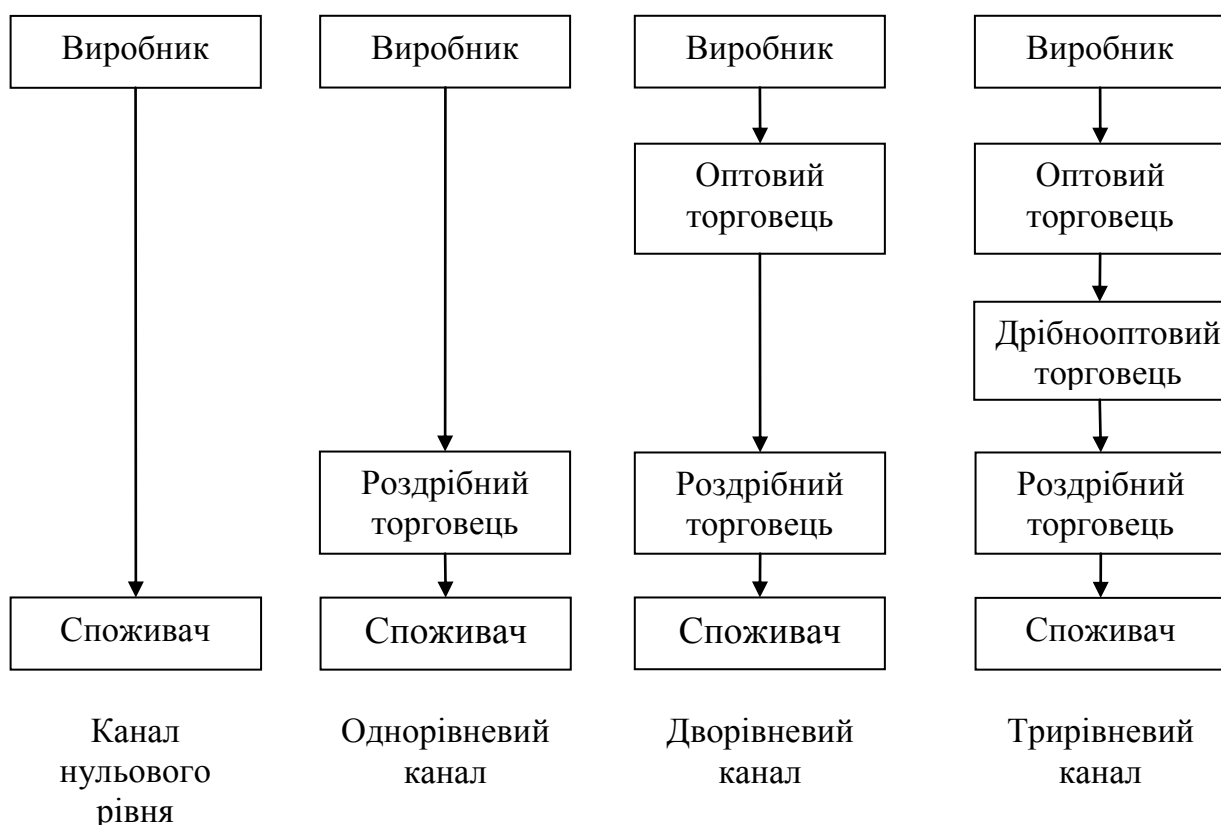 Виробник
Виробник
Виробник
Виробник
Оптовий
торговець
Оптовий
торговець
Дрібнооптовий
торговець
Роздрібний
торговець
Роздрібний
торговець
Роздрібний
торговець
Споживач
Споживач
Споживач
Споживач
Канал
нульового
рівня
Однорівневий
канал
Дворівневий
канал
Трирівневий
канал